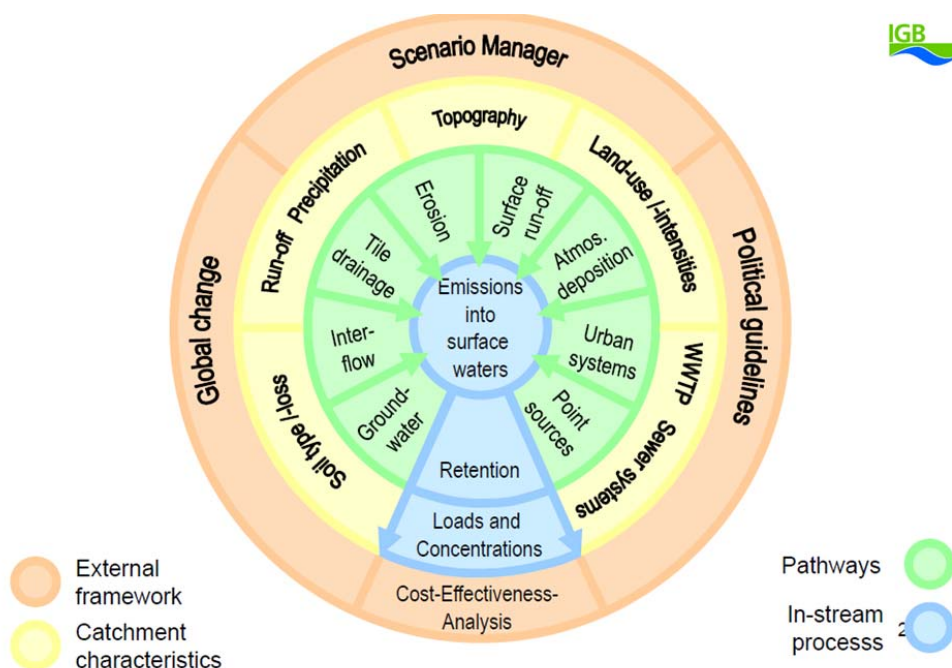 IGB
Scenario Manager
Global change
Political guidelines
Topography
Run-off Precipitation
Land-use /-intensities
Soil type /-loss
WWTP Sewer systems
Erosion
Surface
run-off
Tile
drainage
Atmos.
deposition
Inter-
flow
Urban
systems
Ground-
water
Point
sources
Emissions
into
surface
waters
Retention
Loads and
Concentrations
Cost-Effectiveness-
Analysis
External
framework
Catchment
characteristics
Pathways
In-stream
processs
2